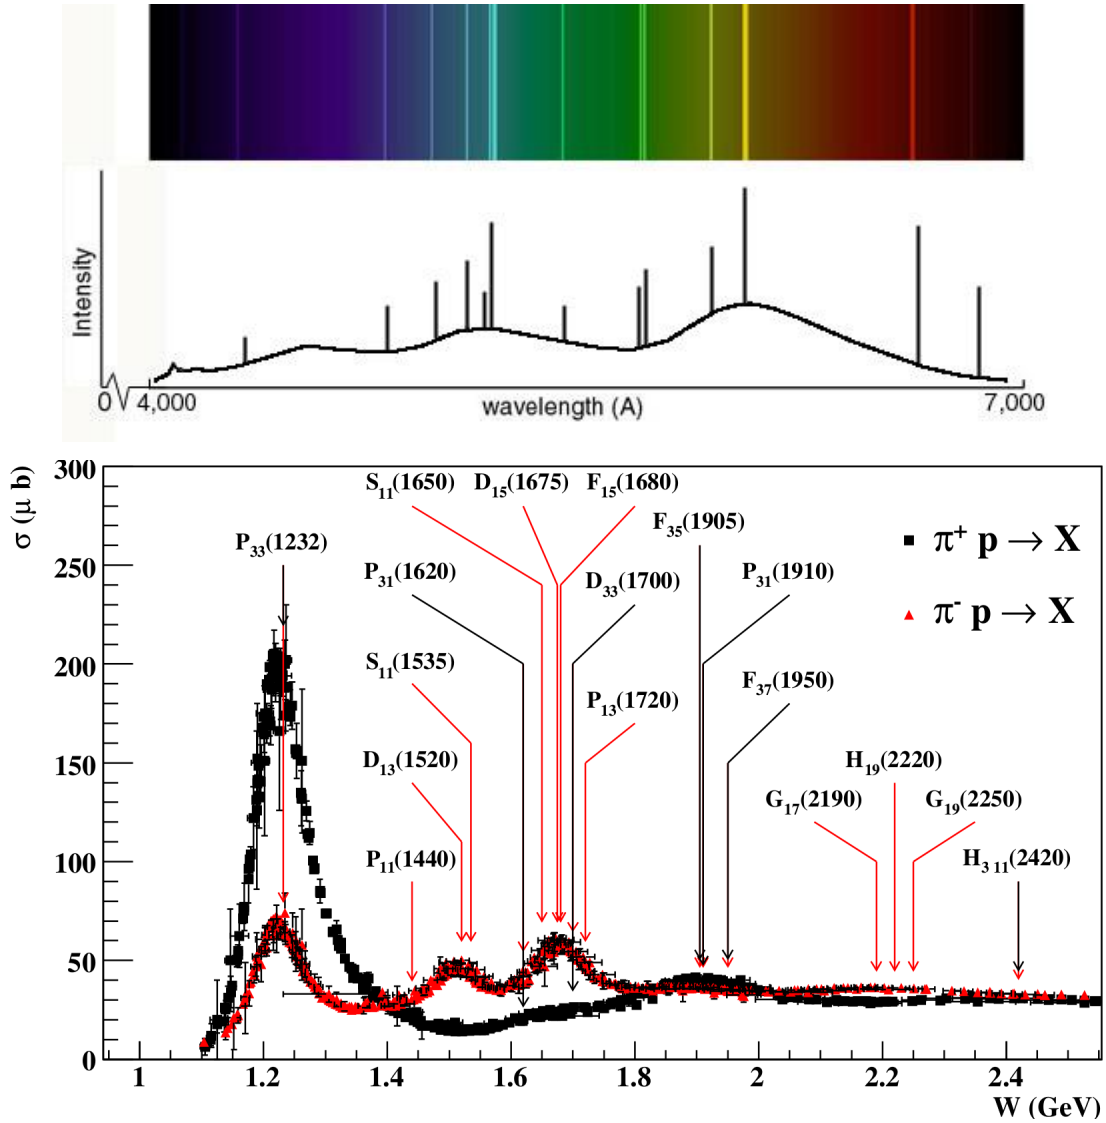 Intensity
0 4,000 wavelength (A) 7,000
σ (μ b)
300
250
200
150
100
50
0
S11(1650) D15(1675) F15(1680)
F35(1905)
P33(1232)
P31(1620)
D33(1700)
P31(1910)
S11(1535)
F37(1950)
P13(1720)
D13(1520)
H19(2220)
G17(2190)
G19(2250)
P11(1440)
H3 11(2420)
π+ p → X
π- p → X
1 1.2 1.4 1.6 1.8 2 2.2 2.4
W (GeV)